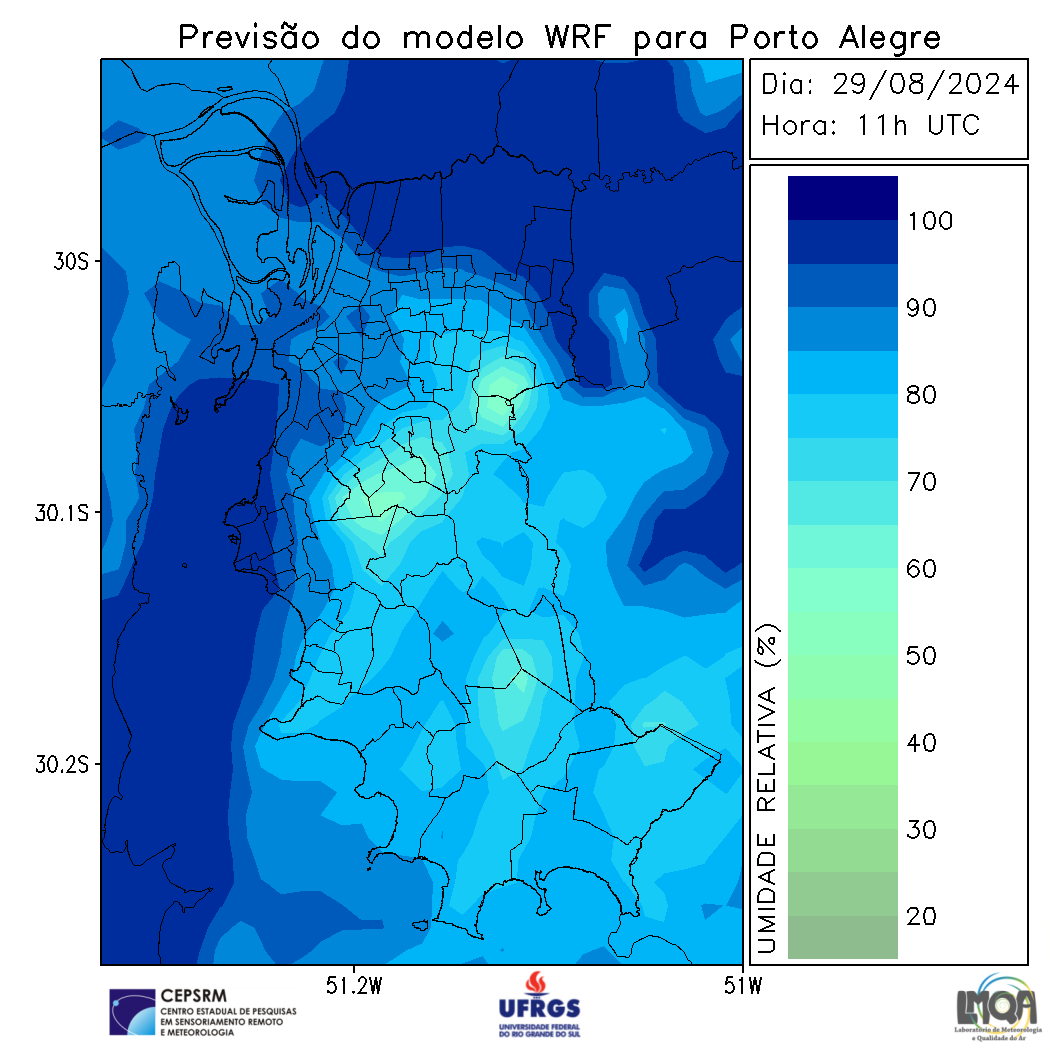 Previsão do modelo WRF para Porto Alegre
Dia: 29/08/2024
Hora: 11h UTC
30S
30.1S
30.2S
51.2W
51W
100
90
80
70
60
50
40
30
20
UMIDADE RELATIVA (%)
CEPSRM
CENTRO ESTADUAL DE PESQUISAS
EM SENSORIAMENTO REMOTO
E METEOROLOGIA
UFRGS
UNIVERSIDADE FEDERAL
DO RIO GRANDE DO SUL
LMQA
Laboratório de Meteorologia
e Qualidade do Ar